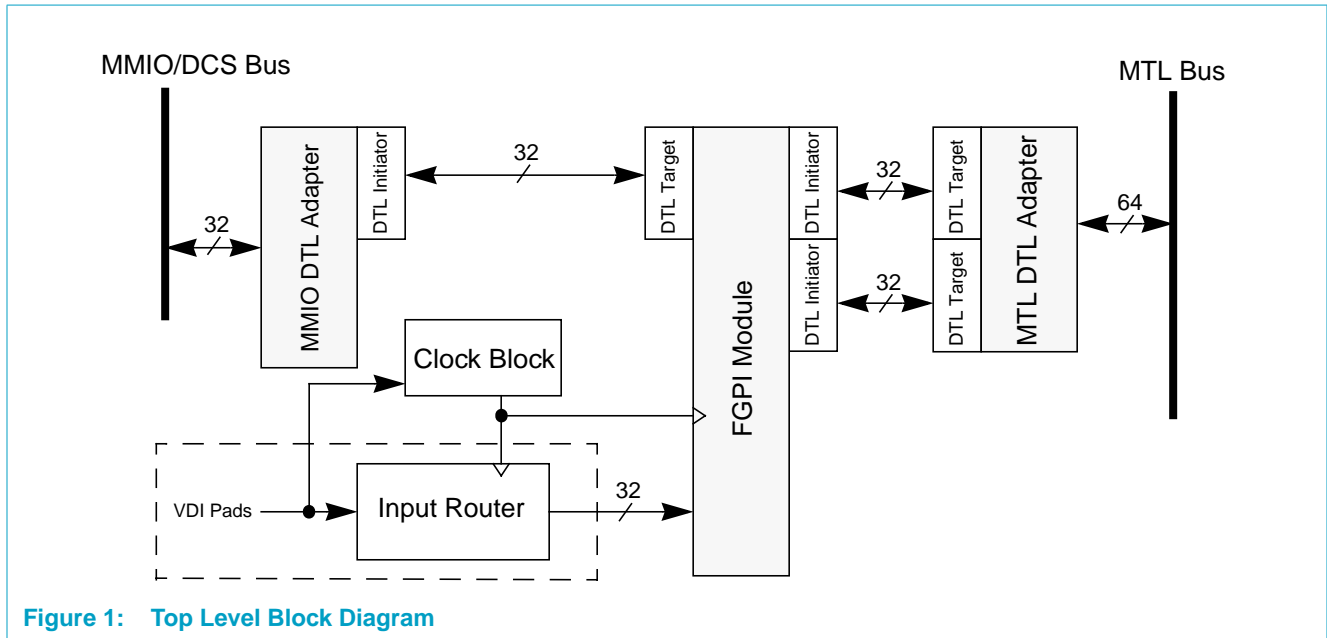 MMIO/DCS Bus
MTL Bus
32
MMIO DTL Adapter
DTL Initiator
32
DTL Target
FGPI Module
DTL Initiator
DTL Initiator
32
32
DTL Target
DTL Target
MTL DTL Adapter
64
Clock Block
VDI Pads
Input Router
32
Figure 1: Top Level Block Diagram